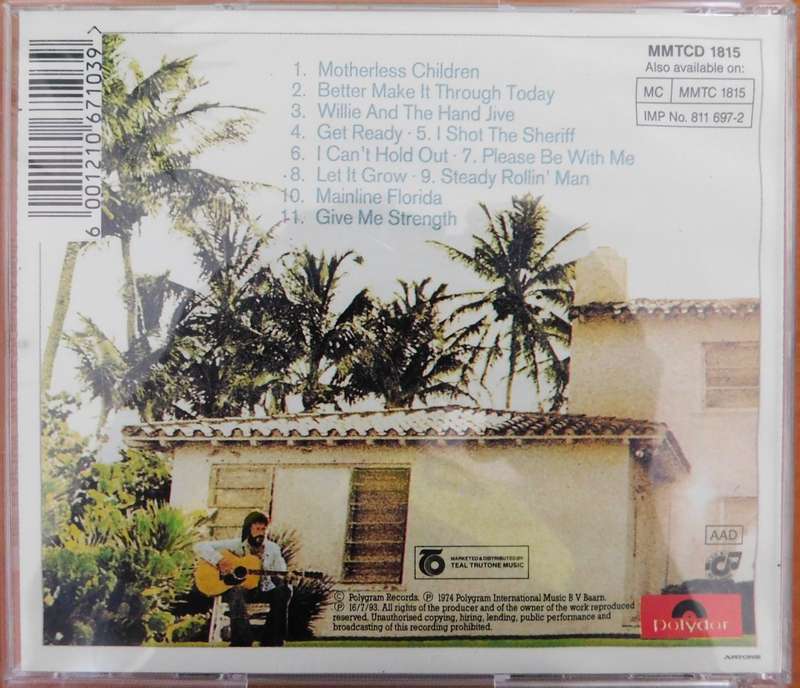 MMTCD 1815
Also available on:
MC MMTC 1815
IMP No. 811 697-2
6 001210 671039 >
1. Motherless Children
2. Better Make It Through Today
3. Willie And The Hand Jive
4. Get Ready · 5. I Shot The Sheriff
6. I Can't Hold Out · 7. Please Be With Me
8. Let It Grow · 9. Steady Rollin' Man
10. Mainline Florida
11. Give Me Strength
AAD
MARKETED & DISTRIBUTED BY
TEAL TRUTONE MUSIC
© Polygram Records. ℗ 1974 Polygram International Music B V Baarn.
℗ 16/7/93. All rights of the producer and of the owner of the work reproduced
reserved. Unauthorised copying, hiring, lending, public performance and
broadcasting of this recording prohibited.
polydor